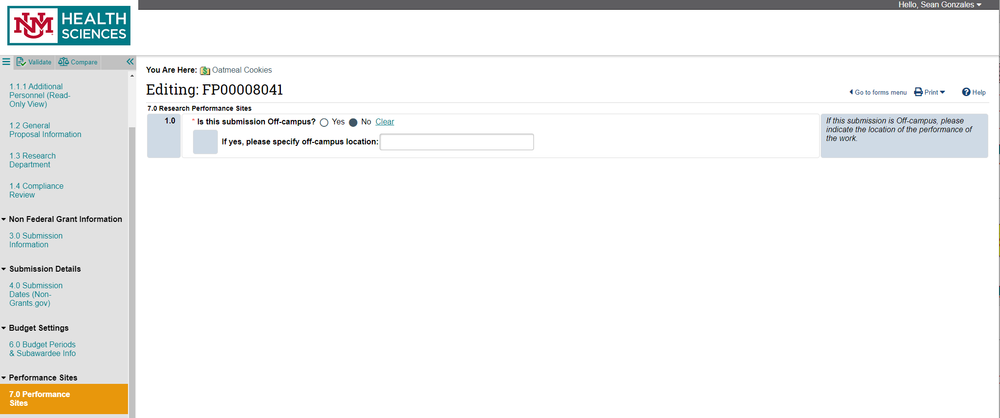 Hello, Sean Gonzales
NM
HEALTH
SCIENCES
Validate
Compare
1.1.1 Additional
Personnel (Read-
Only View)
1.2 General
Proposal Information
1.3 Research
Department
1.4 Compliance
Review
Non Federal Grant Information
3.0 Submission
Information
Submission Details
4.0 Submission
Dates (Non-
Grants.gov)
Budget Settings
6.0 Budget Periods
& Subawardee Info
Performance Sites
7.0 Performance
Sites
You Are Here: $ Oatmeal Cookies
Editing: FP00008041
Go to forms menu Print ? Help
7.0 Research Performance Sites
1.0 * Is this submission Off-campus? Yes No Clear
If yes, please specify off-campus location:
If this submission is Off-campus, please
indicate the location of the performance of
the work.